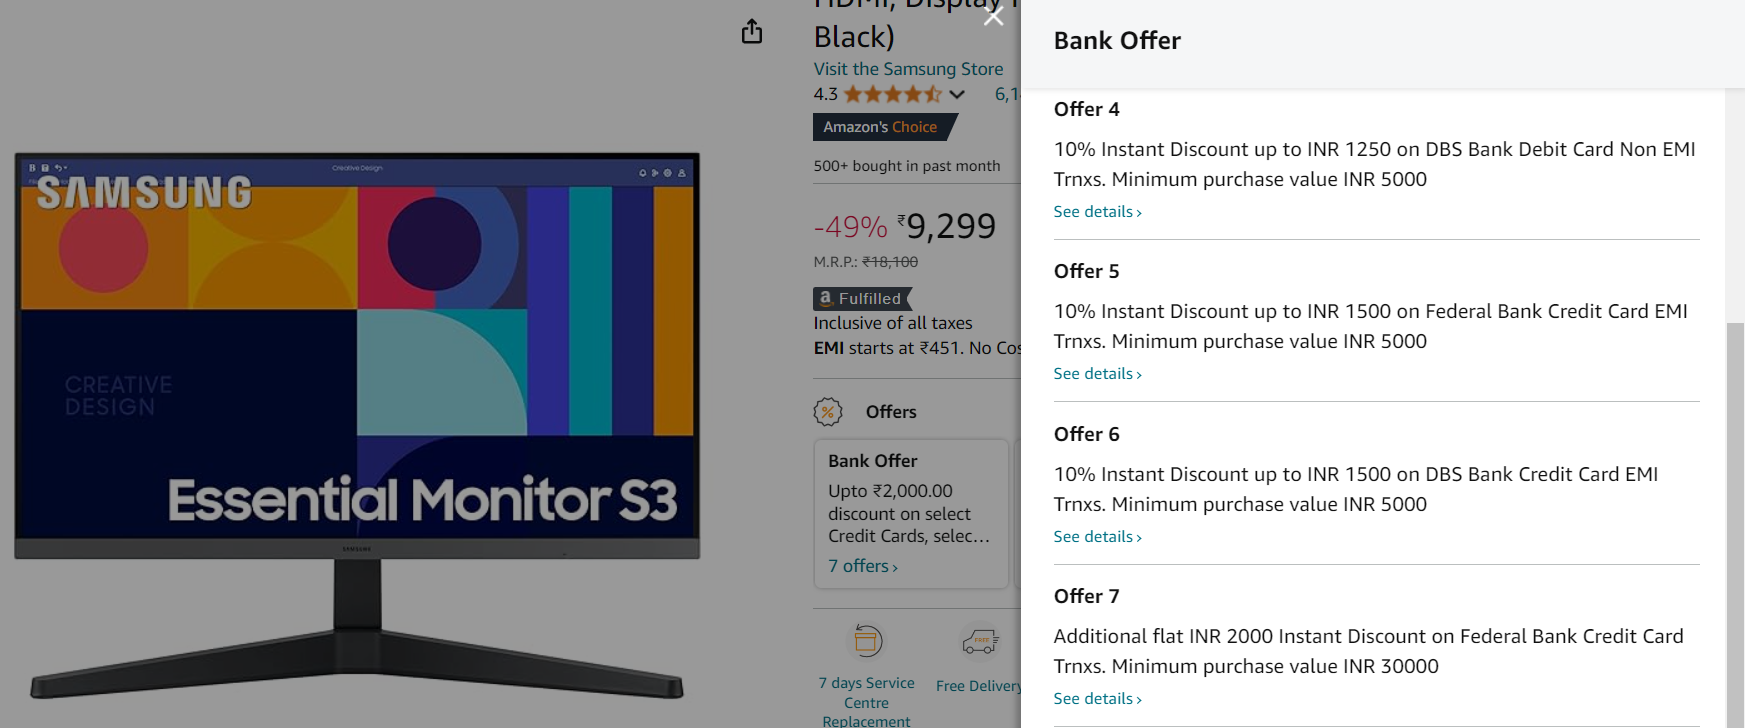 Black)
Visit the Samsung Store
4.3
Amazon's Choice
500+ bought in past month
-49% ₹9,299
M.R.P.: ₹18,100
a Fulfilled
Inclusive of all taxes
EMI starts at ₹451. No
Offers
Bank Offer
Upto ₹2,000.00
discount on select
Credit Cards, selec...
7 offers ›
7 days Service
Centre
Replacement
Free Delivery
B
Creative Design
SAMSUNG
CREATIVE
DESIGN
Essential Monitor S3
SAMSUNG
Bank Offer
Offer 4
10% Instant Discount up to INR 1250 on DBS Bank Debit Card Non EMI
Trnxs. Minimum purchase value INR 5000
See details ›
Offer 5
10% Instant Discount up to INR 1500 on Federal Bank Credit Card EMI
Trnxs. Minimum purchase value INR 5000
See details ›
Offer 6
10% Instant Discount up to INR 1500 on DBS Bank Credit Card EMI
Trnxs. Minimum purchase value INR 5000
See details ›
Offer 7
Additional flat INR 2000 Instant Discount on Federal Bank Credit Card
Trnxs. Minimum purchase value INR 30000
See details ›